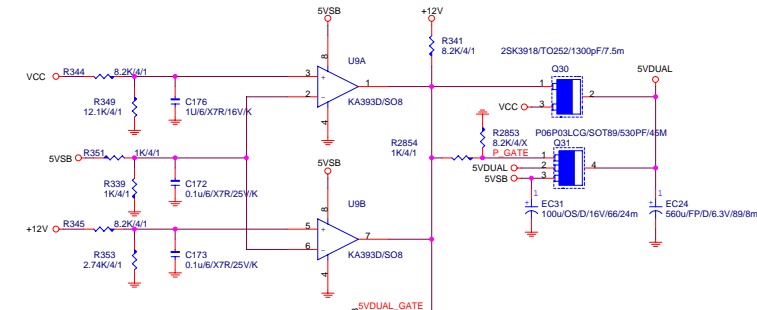 5VSB
+12V
U9A
R341
8.2K/4/1
2SK3918/TO252/1300pF/7.5m
Q30
5VDUAL
VCC
R344
8.2K/4/1
8
3
+
1
1
2
2
-
KA393D/SO8
VCC
3
R349
12.1K/4/1
C176
1U/6/X7R/16V/K
4
R2853
8.2K/4/X
P06P03LCG/SOT89/530PF/45M
P_GATE
Q31
R2854
1K/4/1
5VSB
R351
1K/4/1
5VSB
5VDUAL
5VSB
1
2
3
4
R339
1K/4/1
C172
0.1u/6/X7R/25V/K
U9B
1
+
EC31
100u/OS/D/16V/66/24m
1
+
EC24
560u/FP/D/6.3V/89/8m
+12V
R345
8.2K/4/1
8
5
+
7
6
-
KA393D/SO8
R353
2.74K/4/1
C173
0.1u/6/X7R/25V/K
4
5VDUAL_GATE